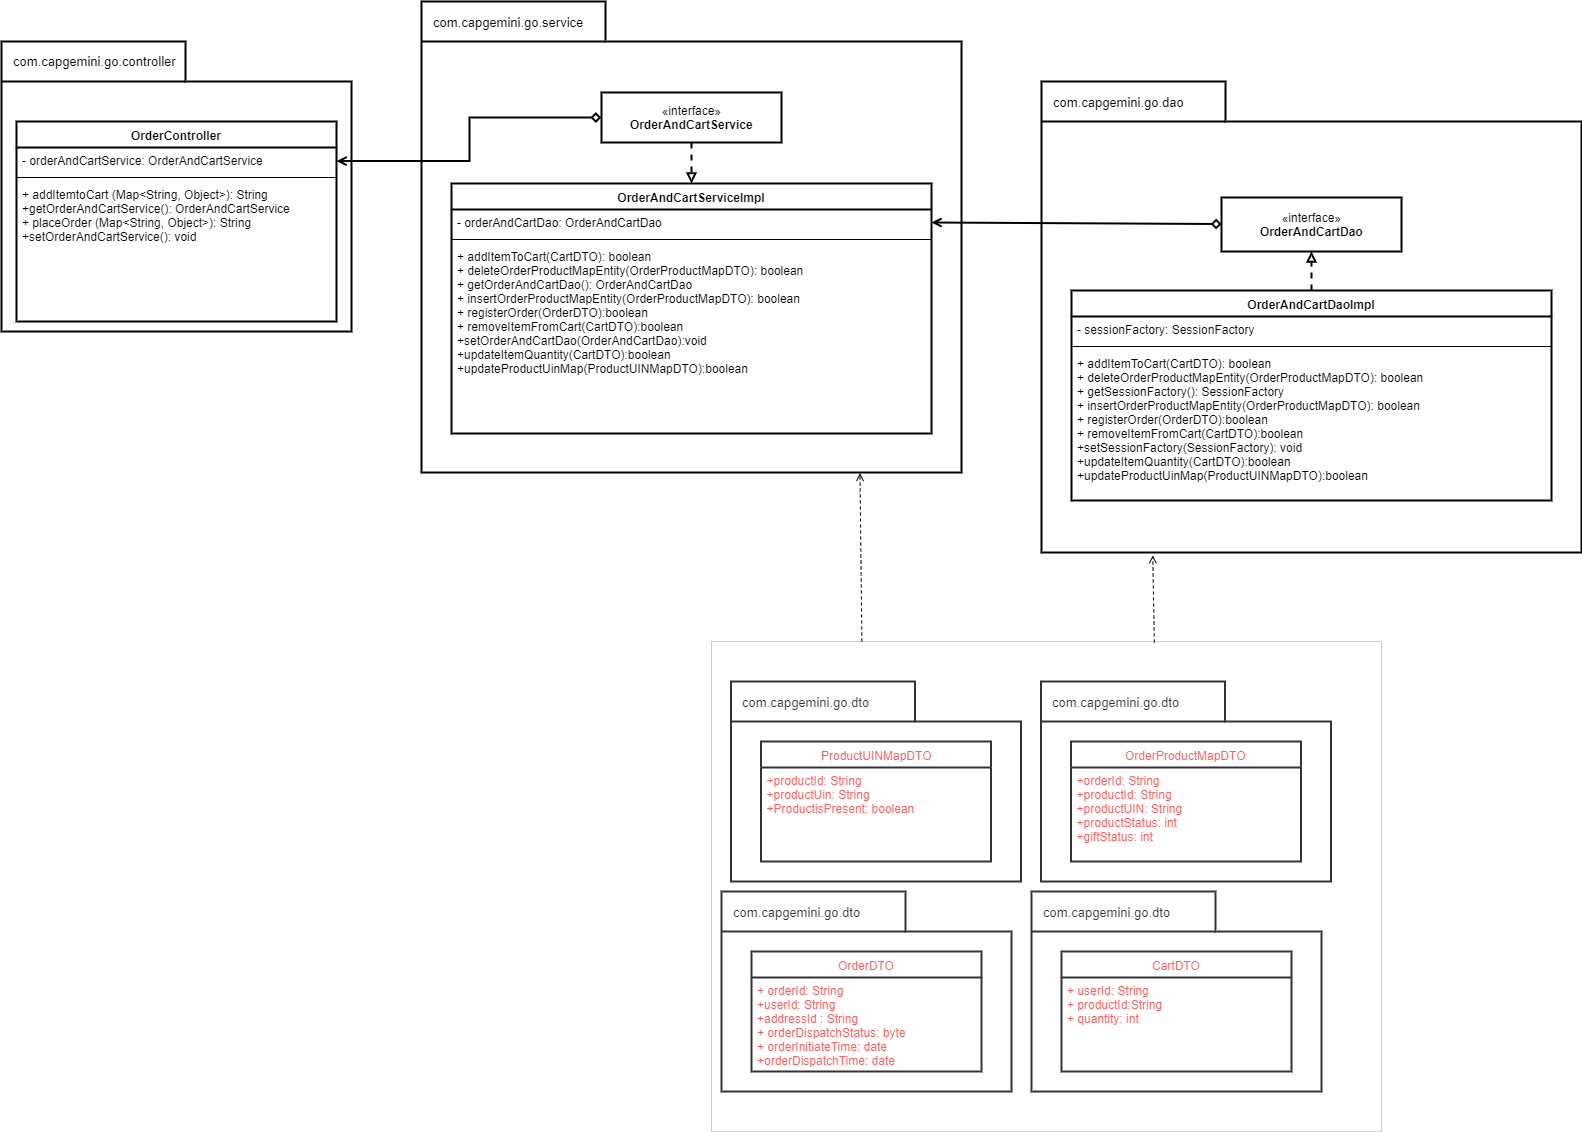 com.capgemini.go.controller
OrderController
- orderAndCartService: OrderAndCartService
+ addItemtoCart (Map<String, Object>): String
+getOrderAndCartService(): OrderAndCartService
+ placeOrder (Map<String, Object>): String
+setOrderAndCartService(): void
com.capgemini.go.service
«interface»
OrderAndCartService
OrderAndCartServiceImpl
- orderAndCartDao: OrderAndCartDao
+ addItemToCart(CartDTO): boolean
+ deleteOrderProductMapEntity(OrderProductMapDTO): boolean
+ getOrderAndCartDao(): OrderAndCartDao
+ insertOrderProductMapEntity(OrderProductMapDTO): boolean
+ registerOrder(OrderDTO):boolean
+ removeItemFromCart(CartDTO):boolean
+setOrderAndCartDao(OrderAndCartDao):void
+updateItemQuantity(CartDTO):boolean
+updateProductUinMap(ProductUINMapDTO):boolean
com.capgemini.go.dao
«interface»
OrderAndCartDao
OrderAndCartDaoImpl
- sessionFactory: SessionFactory
+ addItemToCart(CartDTO): boolean
+ deleteOrderProductMapEntity(OrderProductMapDTO): boolean
+ getSessionFactory(): SessionFactory
+ insertOrderProductMapEntity(OrderProductMapDTO): boolean
+ registerOrder(OrderDTO):boolean
+ removeItemFromCart(CartDTO):boolean
+setSessionFactory(SessionFactory): void
+updateItemQuantity(CartDTO):boolean
+updateProductUinMap(ProductUINMapDTO):boolean
com.capgemini.go.dto
ProductUINMapDTO
+productId: String
+productUin: String
+ProductisPresent: boolean
com.capgemini.go.dto
OrderProductMapDTO
+orderId: String
+productId: String
+productUIN: String
+productStatus: int
+giftStatus: int
com.capgemini.go.dto
OrderDTO
+ orderId: String
+userId: String
+addressId : String
+ orderDispatchStatus: byte
+ orderInitiateTime: date
+orderDispatchTime: date
com.capgemini.go.dto
CartDTO
+ userId: String
+ productId:String
+ quantity: int